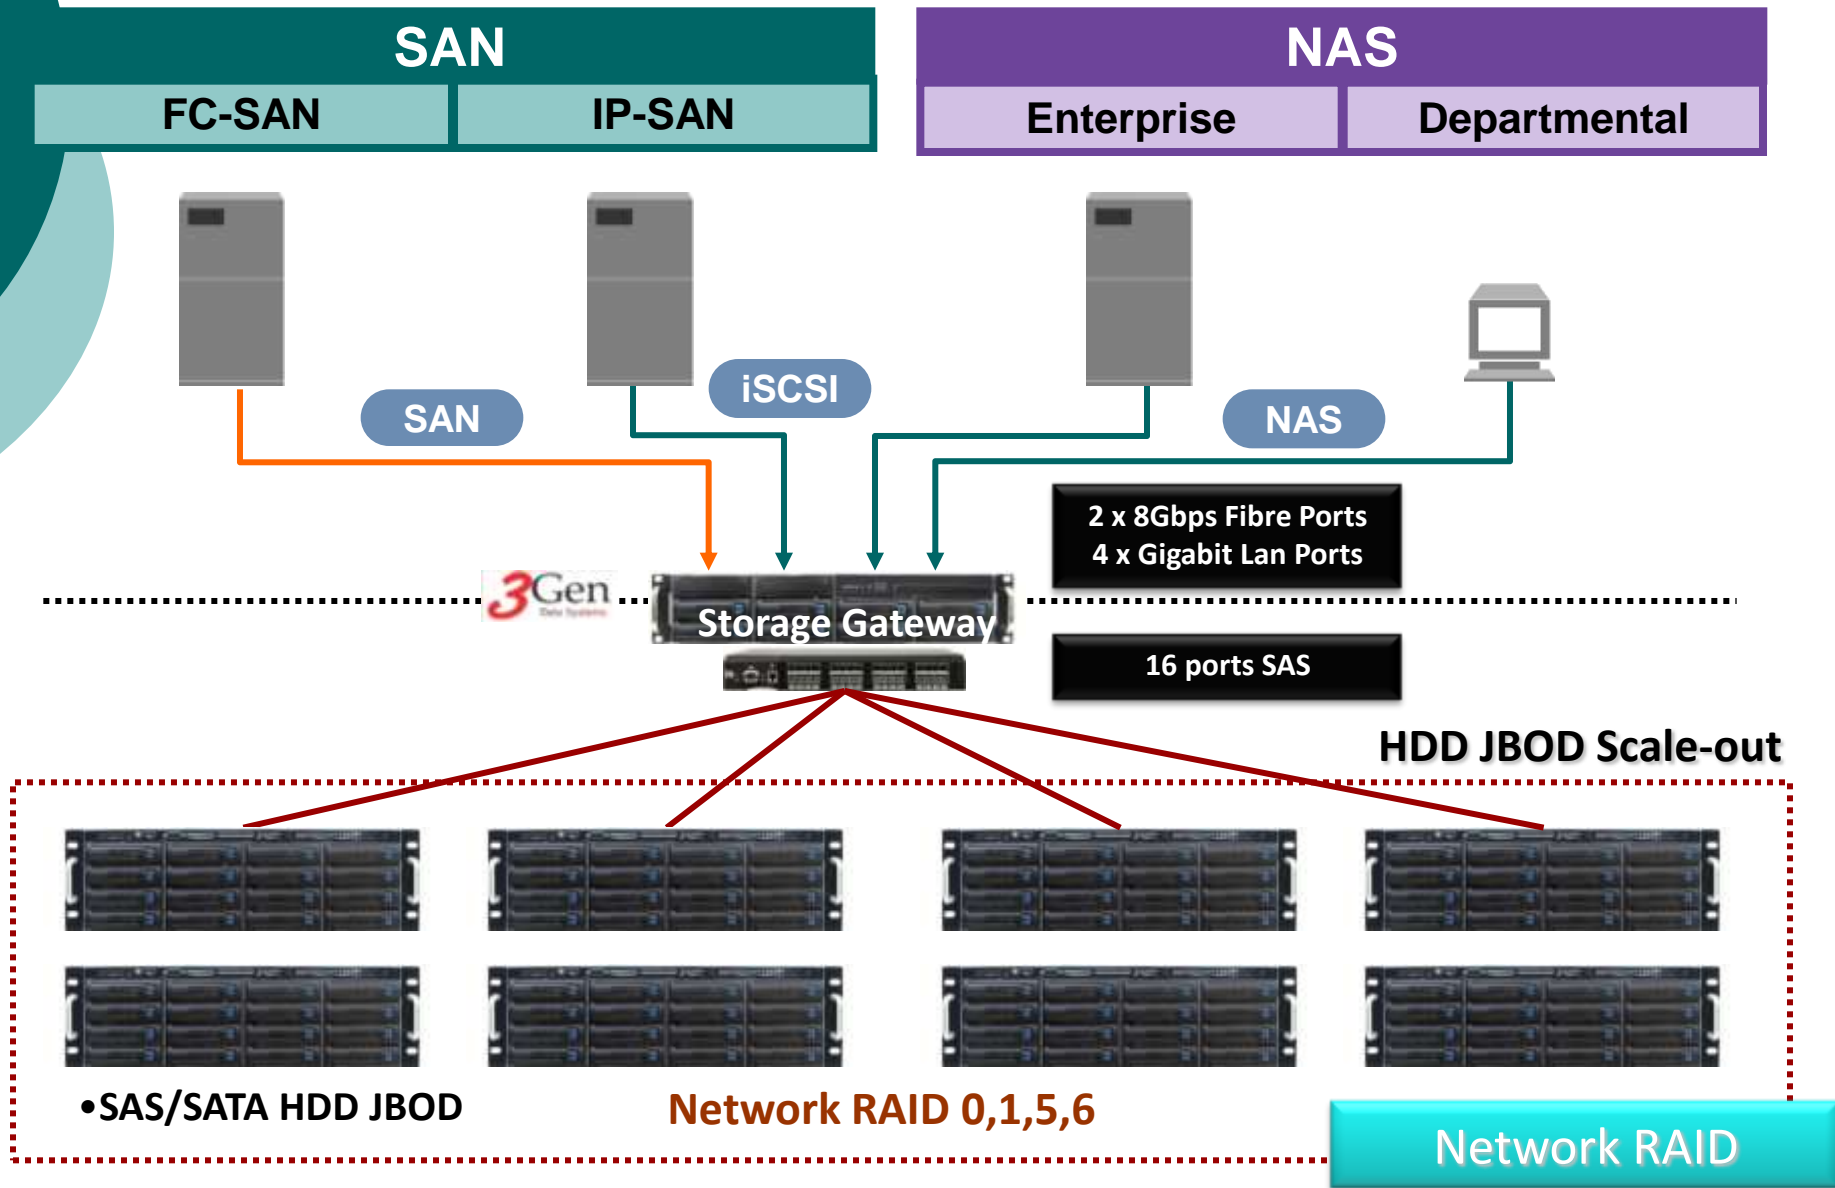 SAN
NAS
FC-SAN
IP-SAN
Enterprise
Departmental
iSCSI
SAN
NAS
2 x 8Gbps Fibre Ports
4 x Gigabit Lan Ports
3Gen
Data Systems
Storage Gateway
16 ports SAS
HDD JBOD Scale-out
•SAS/SATA HDD JBOD
Network RAID 0,1,5,6
Network RAID